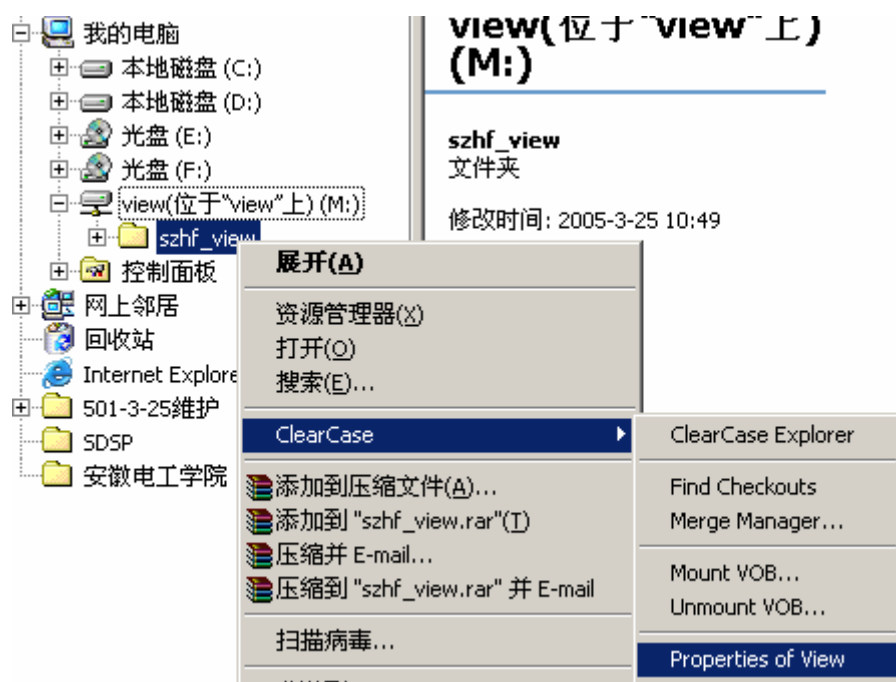 我的电脑
本地磁盘 (C:)
本地磁盘 (D:)
光盘 (E:)
光盘 (F:)
view(位于"view"上) (M:)
szhf_view
控制面板
网上邻居
回收站
Internet Explore
501-3-25维护
SDSP
安徽电工学院
view(位于"view"上)
(M:)
szhf_view
文件夹
修改时间: 2005-3-25 10:49
展开(A)
资源管理器(X)
打开(O)
搜索(E)...
ClearCase
添加到压缩文件(A)...
添加到 "szhf_view.rar"(T)
压缩并 E-mail...
压缩到 "szhf_view.rar" 并 E-mail
扫描病毒...
ClearCase Explorer
Find Checkouts
Merge Manager...
Mount VOB...
Unmount VOB...
Properties of View